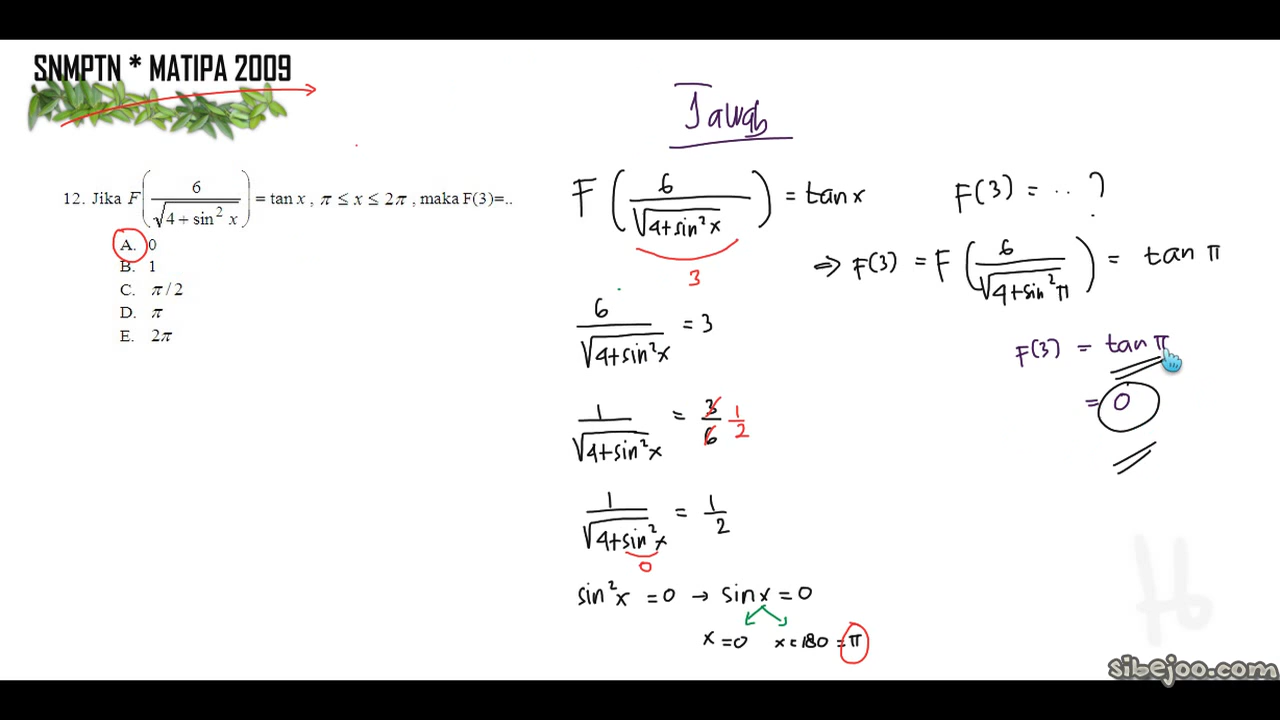 SNMPTN * MATIPA 2009
12. Jika F( 6 / √(4 + sin² x) ) = tan x , π ≤ x ≤ 2π , maka F(3)=..
A. 0
B. 1
C. π / 2
D. π
E. 2π
Jawab
F ( 6 / √(4+sin²x) ) = tan x
3
6 / √(4+sin²x) = 3
1 / √(4+sin²x) = 3/6 1/2
1 / √(4+sin²x) = 1/2
0
sin²x = 0 → sin x = 0
x = 0 x = 180 = π
F(3) = .. ?
⇒ F(3) = F ( 6 / √(4+sin²π) ) = tan π
F(3) = tan π
= 0
sibejoo.com